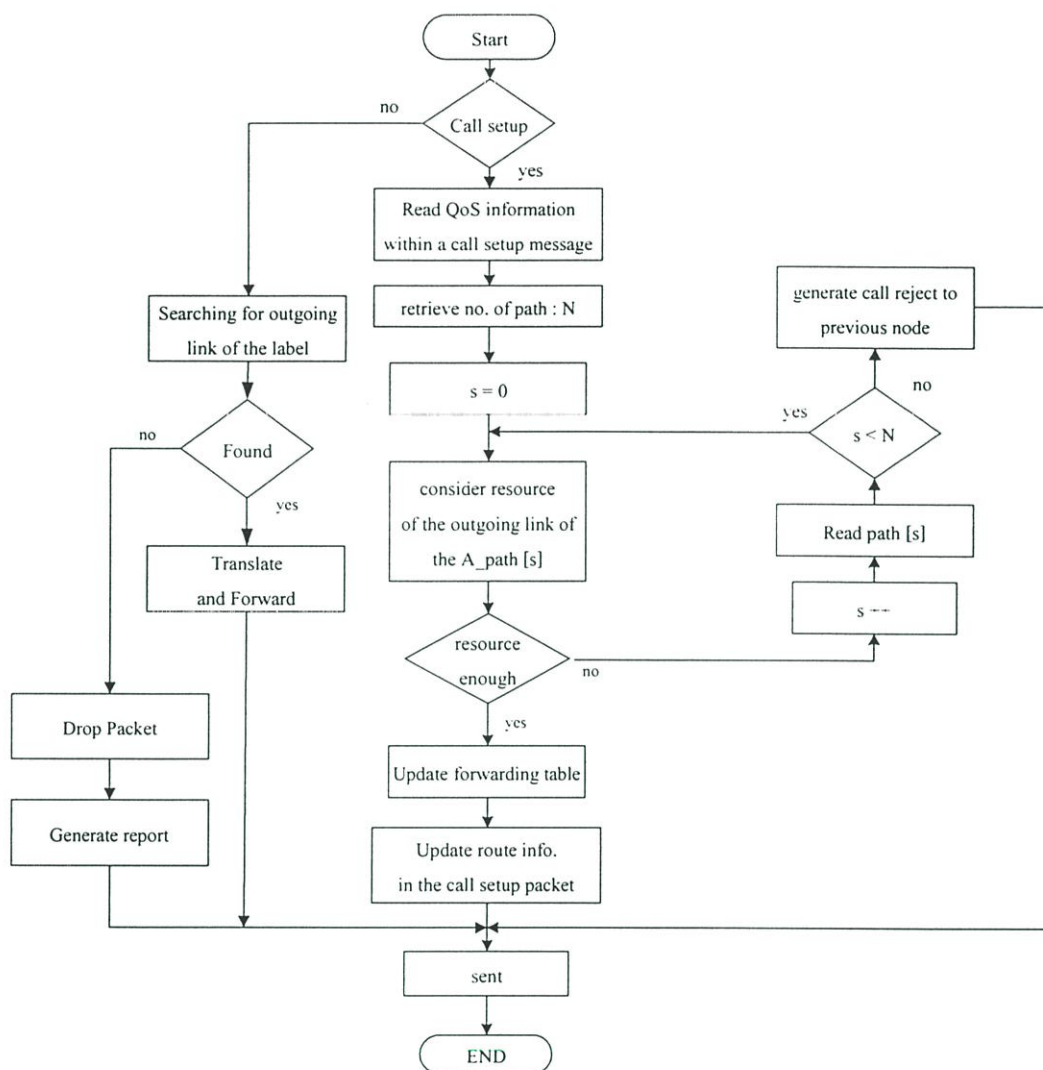 Start
no
Call setup
yes
Read QoS information
within a call setup message
retrieve no. of path : N
s = 0
Searching for outgoing
link of the label
no
Found
yes
Translate
and Forward
Drop Packet
Generate report
consider resource
of the outgoing link of
the A_path [s]
resource
enough
no
yes
Update forwarding table
Update route info.
in the call setup packet
generate call reject to
previous node
no
yes
s < N
Read path [s]
s
sent
END